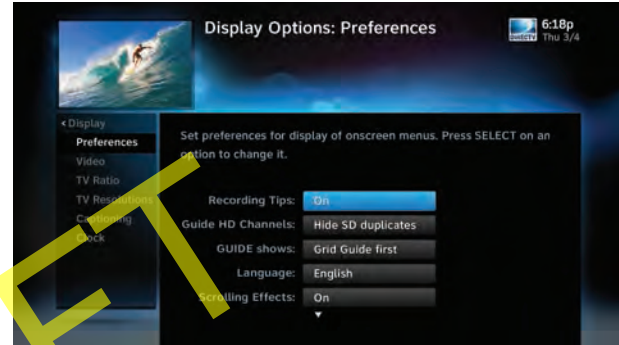 Display Options: Preferences
6:18p
DIRECTV Thu 3/4
<Display
Preferences
Video
TV Ratio
TV Resolutions
Captioning
Clock
Set preferences for display of onscreen menus. Press SELECT on an
option to change it.
Recording Tips: On
Guide HD Channels: Hide SD duplicates
GUIDE shows: Grid Guide first
Language: English
Scrolling Effects: On
FT